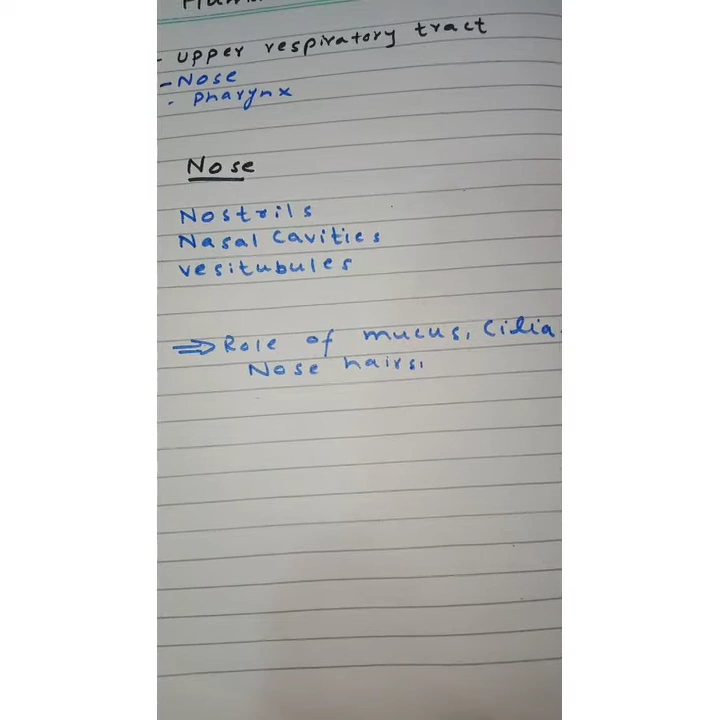 - Upper respiratory tract
- Nose
- Pharynx
Nose
Nostrils
Nasal Cavities
Vesitubules
⇒ Role of mucus, Cilia,
Nose hairs,